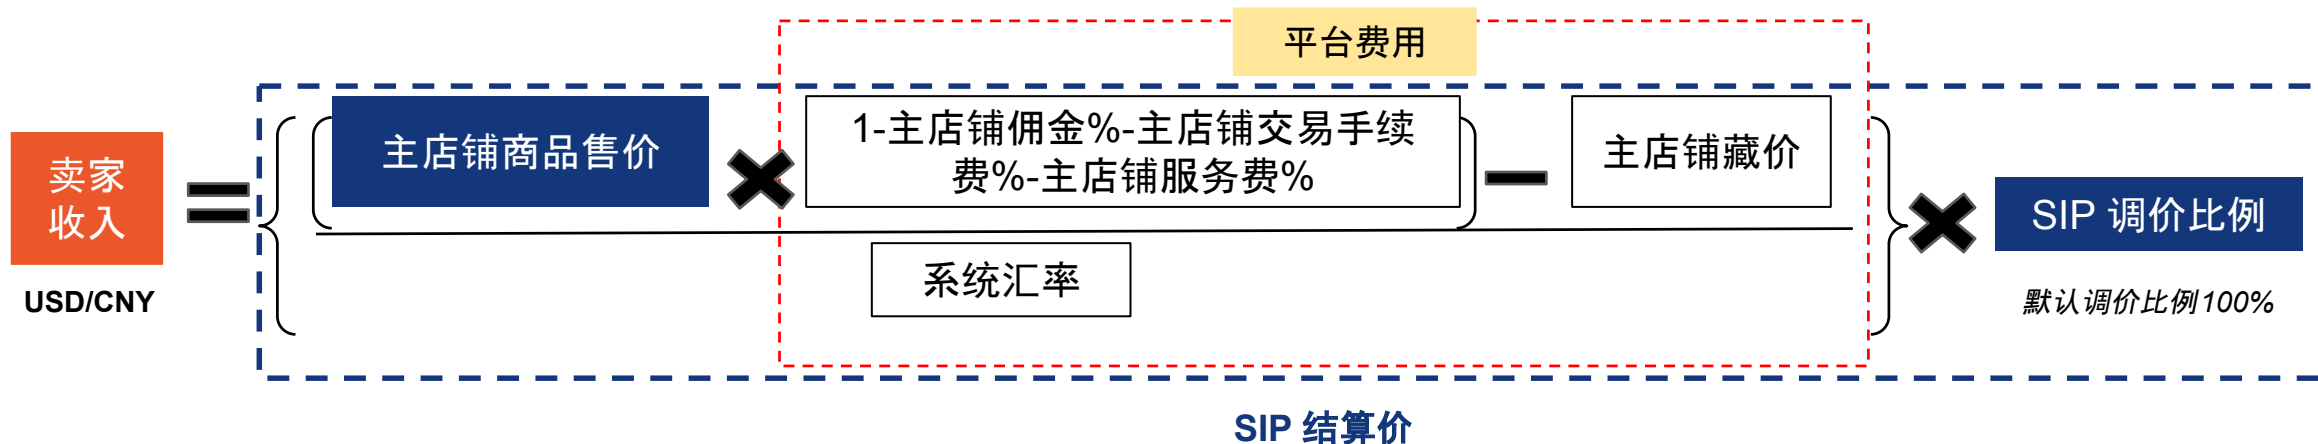 平台费用
卖家
收入
USD/CNY
主店铺商品售价
1-主店铺佣金%-主店铺交易手续
费%-主店铺服务费%
主店铺藏价
系统汇率
SIP 调价比例
默认调价比例100%
SIP 结算价